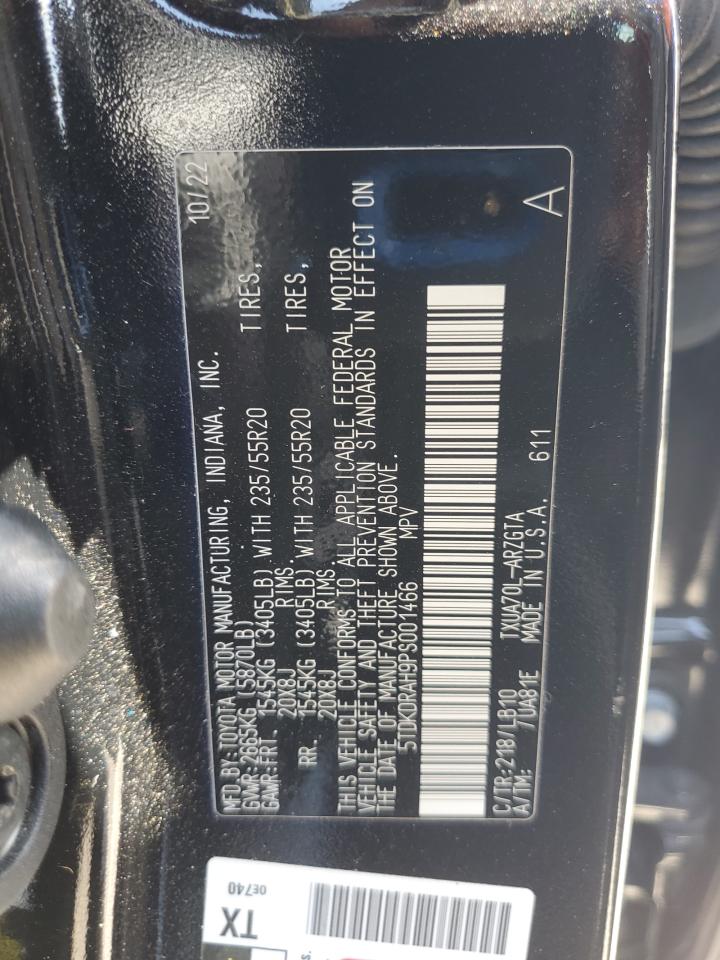 MFD BY: TOYOTA MOTOR MANUFACTURING, INDIANA, INC. 10/22
GVWR: 2665KG (5870LB)
GAWR: FRT. 1545KG (3405LB) WITH 235/55R20 TIRES,
20X8J RIMS.
RR. 1545KG (3405LB) WITH 235/55R20 TIRES,
20X8J RIMS.
THIS VEHICLE CONFORMS TO ALL APPLICABLE FEDERAL MOTOR
VEHICLE SAFETY AND THEFT PREVENTION STANDARDS IN EFFECT ON
THE DATE OF MANUFACTURE SHOWN ABOVE.
5TDKDRAH9PS001466 MPV
C/TR: 218/LB10 TXUA70L-ARZGTA
A/TM: 7/UA81E MADE IN U.S.A. 611 A
TX 0E740